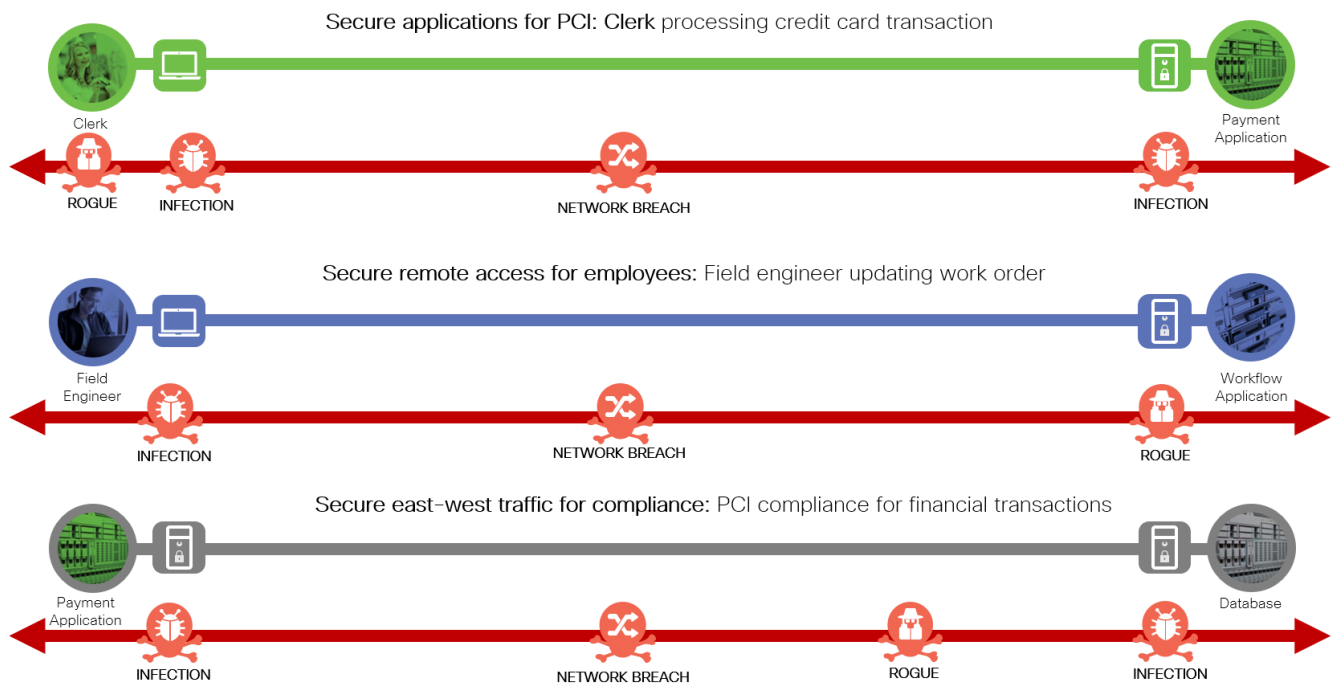 Secure applications for PCI: Clerk processing credit card transaction
Clerk
Payment
Application
ROGUE
INFECTION
NETWORK BREACH
INFECTION
Secure remote access for employees: Field engineer updating work order
Field
Engineer
Workflow
Application
INFECTION
NETWORK BREACH
ROGUE
Secure east-west traffic for compliance: PCI compliance for financial transactions
Payment
Application
Database
INFECTION
NETWORK BREACH
ROGUE
INFECTION